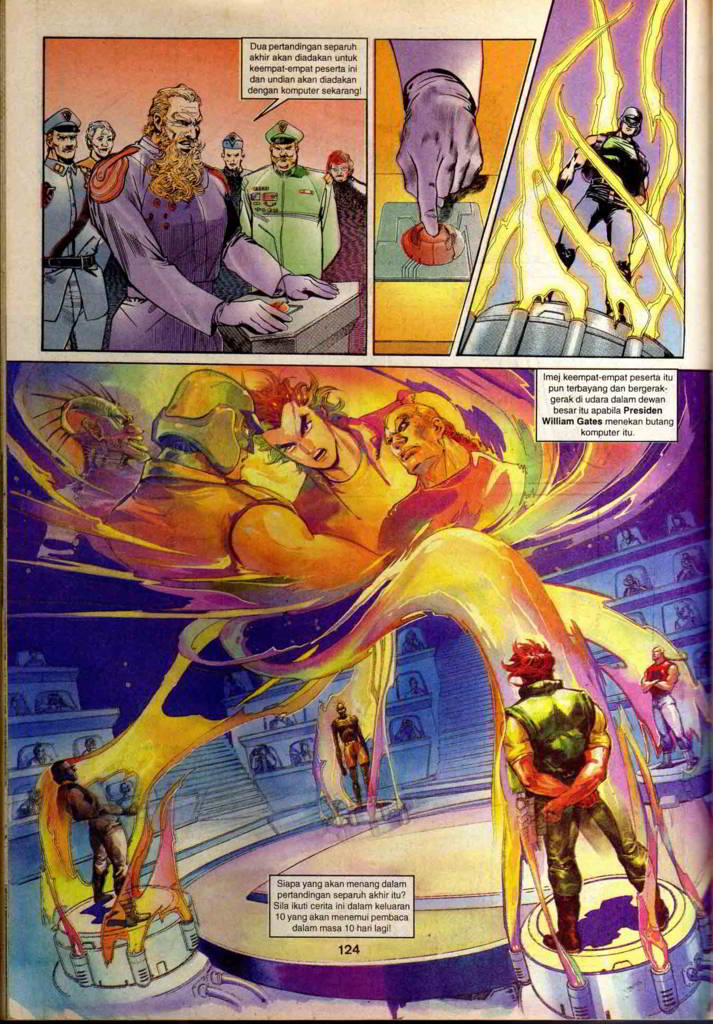 Dua pertandingan separuh
akhir akan diadakan untuk
keempat-empat peserta ini
dan undian akan diadakan
dengan komputer sekarang!
Imej keempat-empat peserta itu
pun terbayang dan bergerak-
gerak di udara dalam dewan
besar itu apabila Presiden
William Gates menekan butang
komputer itu.
Siapa yang akan menang dalam
pertandingan separuh akhir itu?
Sila ikuti cerita ini dalam keluaran
10 yang akan menemui pembaca
dalam masa 10 hari lagi!
124